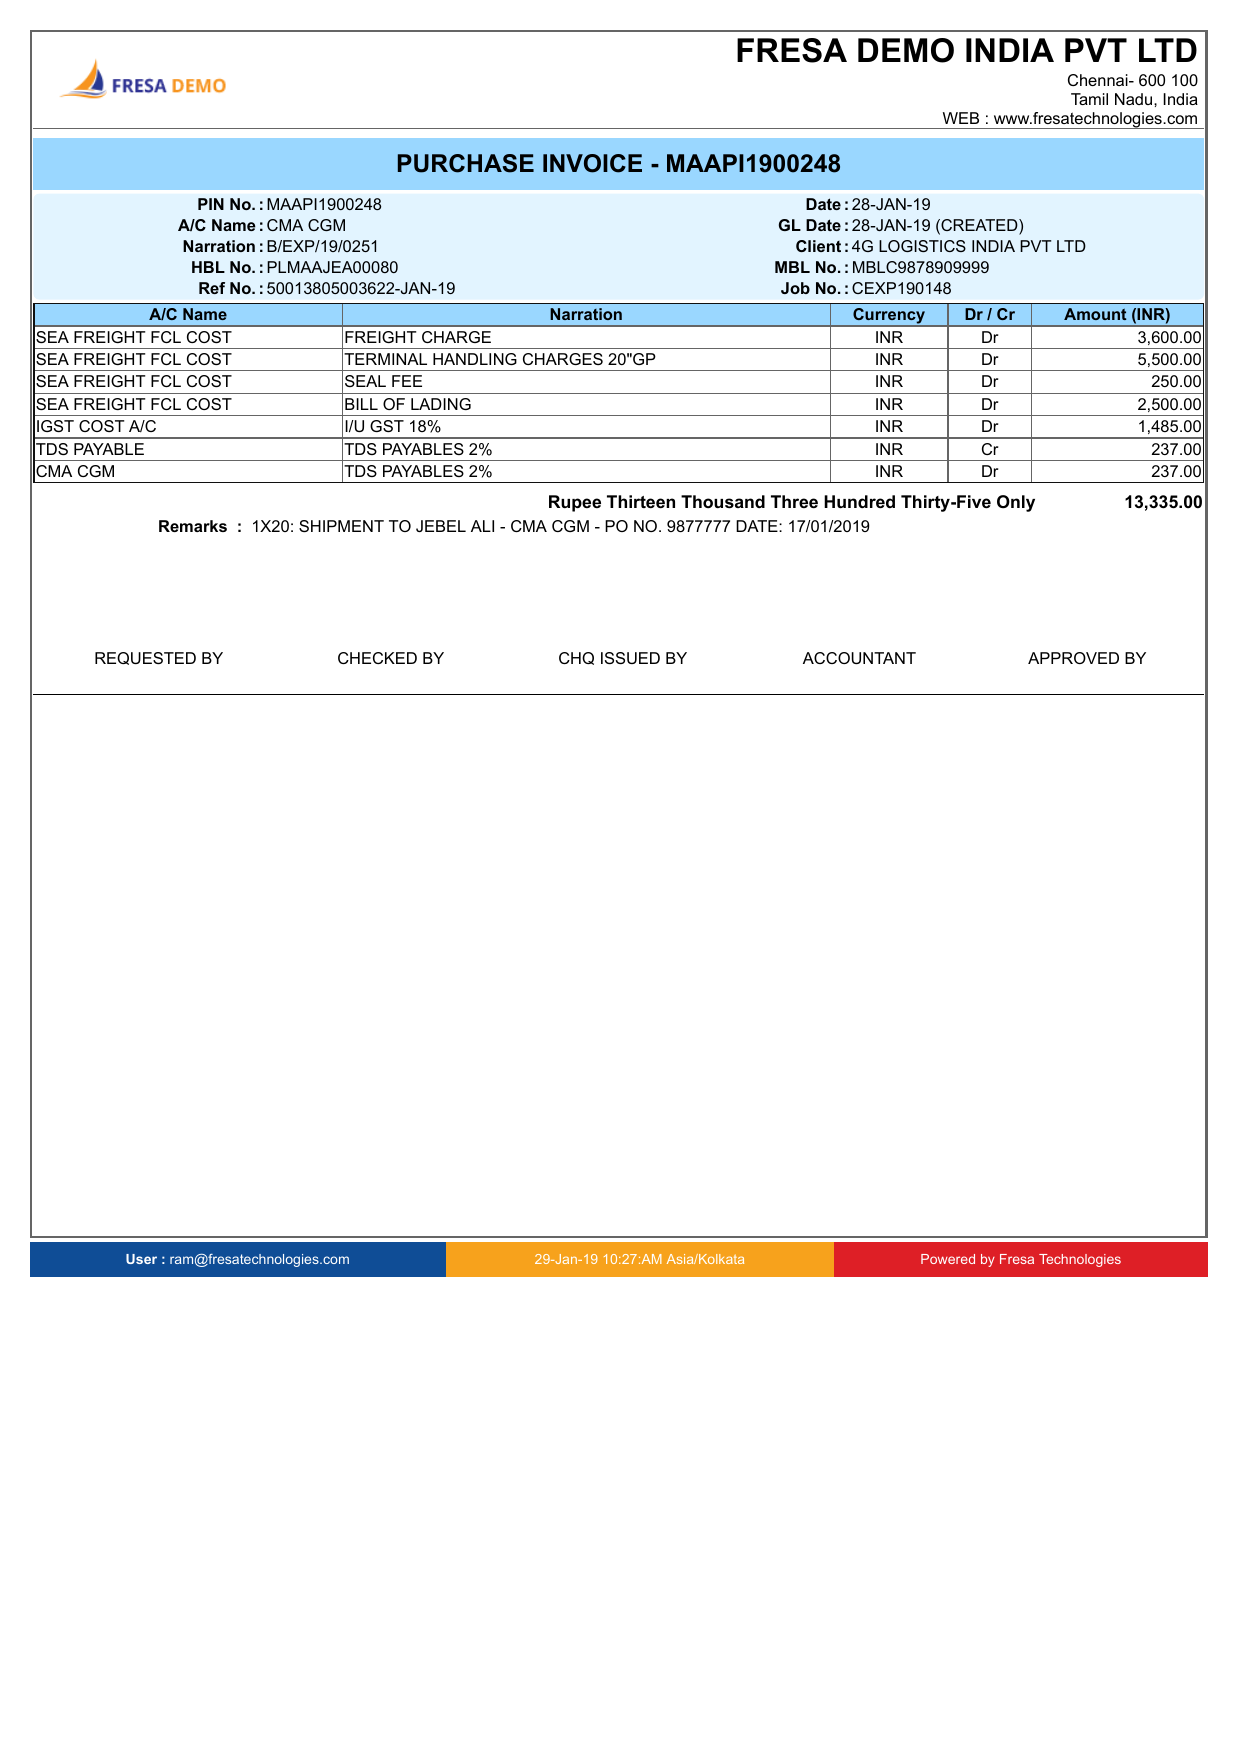 FRESA DEMO
FRESA DEMO INDIA PVT LTD
Chennai- 600 100
Tamil Nadu, India
WEB : www.fresatechnologies.com
PURCHASE INVOICE - MAAPI1900248
PIN No. : MAAPI1900248 Date : 28-JAN-19
A/C Name : CMA CGM GL Date : 28-JAN-19 (CREATED)
Narration : B/EXP/19/0251 Client : 4G LOGISTICS INDIA PVT LTD
HBL No. : PLMAAJEA00080 MBL No. : MBLC9878909999
Ref No. : 50013805003622-JAN-19 Job No. : CEXP190148
A/C Name Narration Currency Dr / Cr Amount (INR)
SEA FREIGHT FCL COST FREIGHT CHARGE INR Dr 3,600.00
SEA FREIGHT FCL COST TERMINAL HANDLING CHARGES 20"GP INR Dr 5,500.00
SEA FREIGHT FCL COST SEAL FEE INR Dr 250.00
SEA FREIGHT FCL COST BILL OF LADING INR Dr 2,500.00
IGST COST A/C I/U GST 18% INR Dr 1,485.00
TDS PAYABLE TDS PAYABLES 2% INR Cr 237.00
CMA CGM TDS PAYABLES 2% INR Dr 237.00
Rupee Thirteen Thousand Three Hundred Thirty-Five Only 13,335.00
Remarks : 1X20: SHIPMENT TO JEBEL ALI - CMA CGM - PO NO. 9877777 DATE: 17/01/2019
REQUESTED BY CHECKED BY CHQ ISSUED BY ACCOUNTANT APPROVED BY
User : ram@fresatechnologies.com 29-Jan-19 10:27:AM Asia/Kolkata Powered by Fresa Technologies